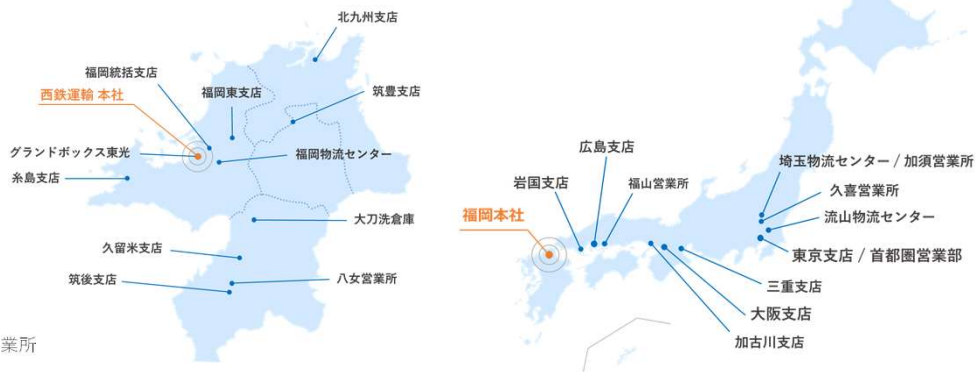 北九州支店
福岡統括支店
西鉄運輸 本社
福岡東支店
筑豊支店
グランドボックス東光
福岡物流センター
糸島支店
大刀洗倉庫
久留米支店
筑後支店
八女営業所
業所
広島支店
岩国支店
福山営業所
福岡本社
埼玉物流センター / 加須営業所
久喜営業所
流山物流センター
東京支店 / 首都圏営業部
三重支店
大阪支店
加古川支店